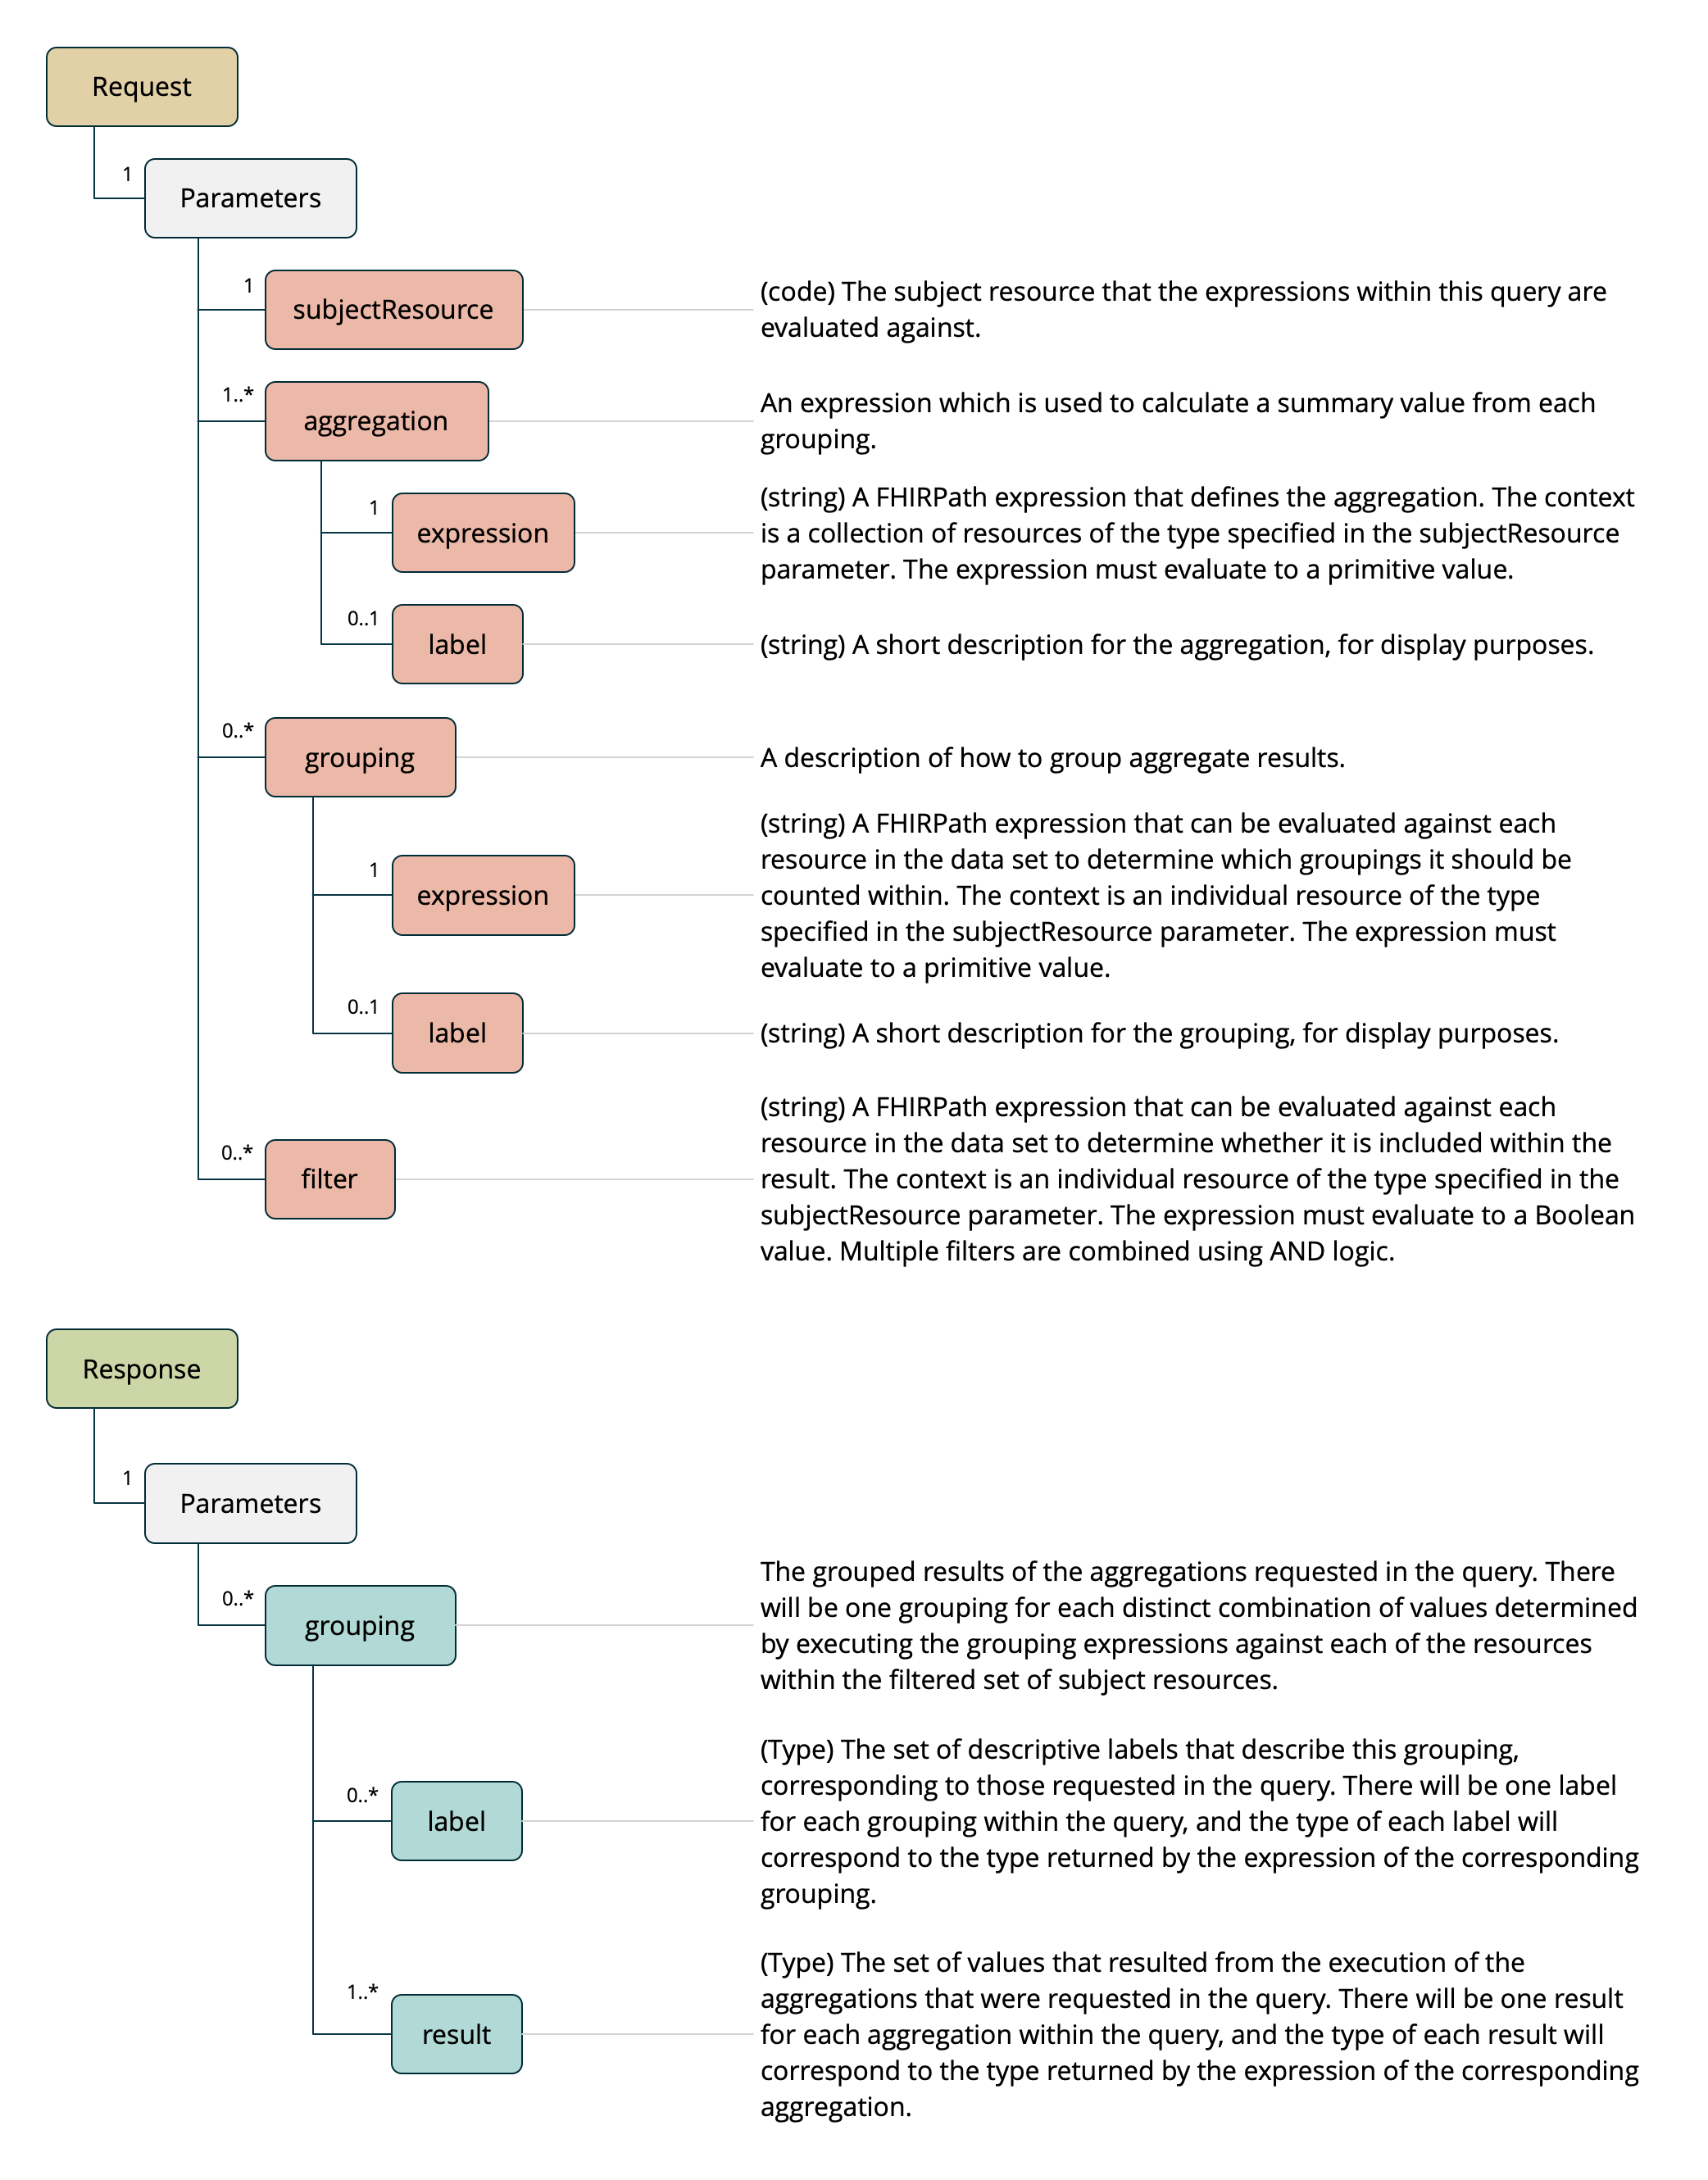 Request
1
Parameters
1
subjectResource
(code) The subject resource that the expressions within this query are
evaluated against.
1..*
aggregation
An expression which is used to calculate a summary value from each
grouping.
1
expression
(string) A FHIRPath expression that defines the aggregation. The context
is a collection of resources of the type specified in the subjectResource
parameter. The expression must evaluate to a primitive value.
0..1
label
(string) A short description for the aggregation, for display purposes.
0..*
grouping
A description of how to group aggregate results.
1
expression
(string) A FHIRPath expression that can be evaluated against each
resource in the data set to determine which groupings it should be
counted within. The context is an individual resource of the type
specified in the subjectResource parameter. The expression must
evaluate to a primitive value.
0..1
label
(string) A short description for the grouping, for display purposes.
0..*
filter
(string) A FHIRPath expression that can be evaluated against each
resource in the data set to determine whether it is included within the
result. The context is an individual resource of the type specified in the
subjectResource parameter. The expression must evaluate to a Boolean
value. Multiple filters are combined using AND logic.
Response
1
Parameters
0..*
grouping
The grouped results of the aggregations requested in the query. There
will be one grouping for each distinct combination of values determined
by executing the grouping expressions against each of the resources
within the filtered set of subject resources.
0..*
label
(Type) The set of descriptive labels that describe this grouping,
corresponding to those requested in the query. There will be one label
for each grouping within the query, and the type of each label will
correspond to the type returned by the expression of the corresponding
grouping.
1..*
result
(Type) The set of values that resulted from the execution of the
aggregations that were requested in the query. There will be one result
for each aggregation within the query, and the type of each result will
correspond to the type returned by the expression of the corresponding
aggregation.